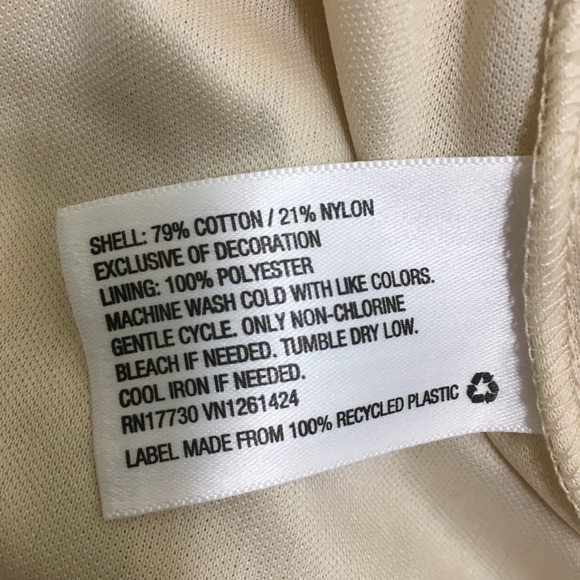 SHELL: 79% COTTON / 21% NYLON
EXCLUSIVE OF DECORATION
LINING: 100% POLYESTER
MACHINE WASH COLD WITH LIKE COLORS.
GENTLE CYCLE. ONLY NON-CHLORINE
BLEACH IF NEEDED. TUMBLE DRY LOW.
COOL IRON IF NEEDED.
RN17730 VN1261424
LABEL MADE FROM 100% RECYCLED PLASTIC